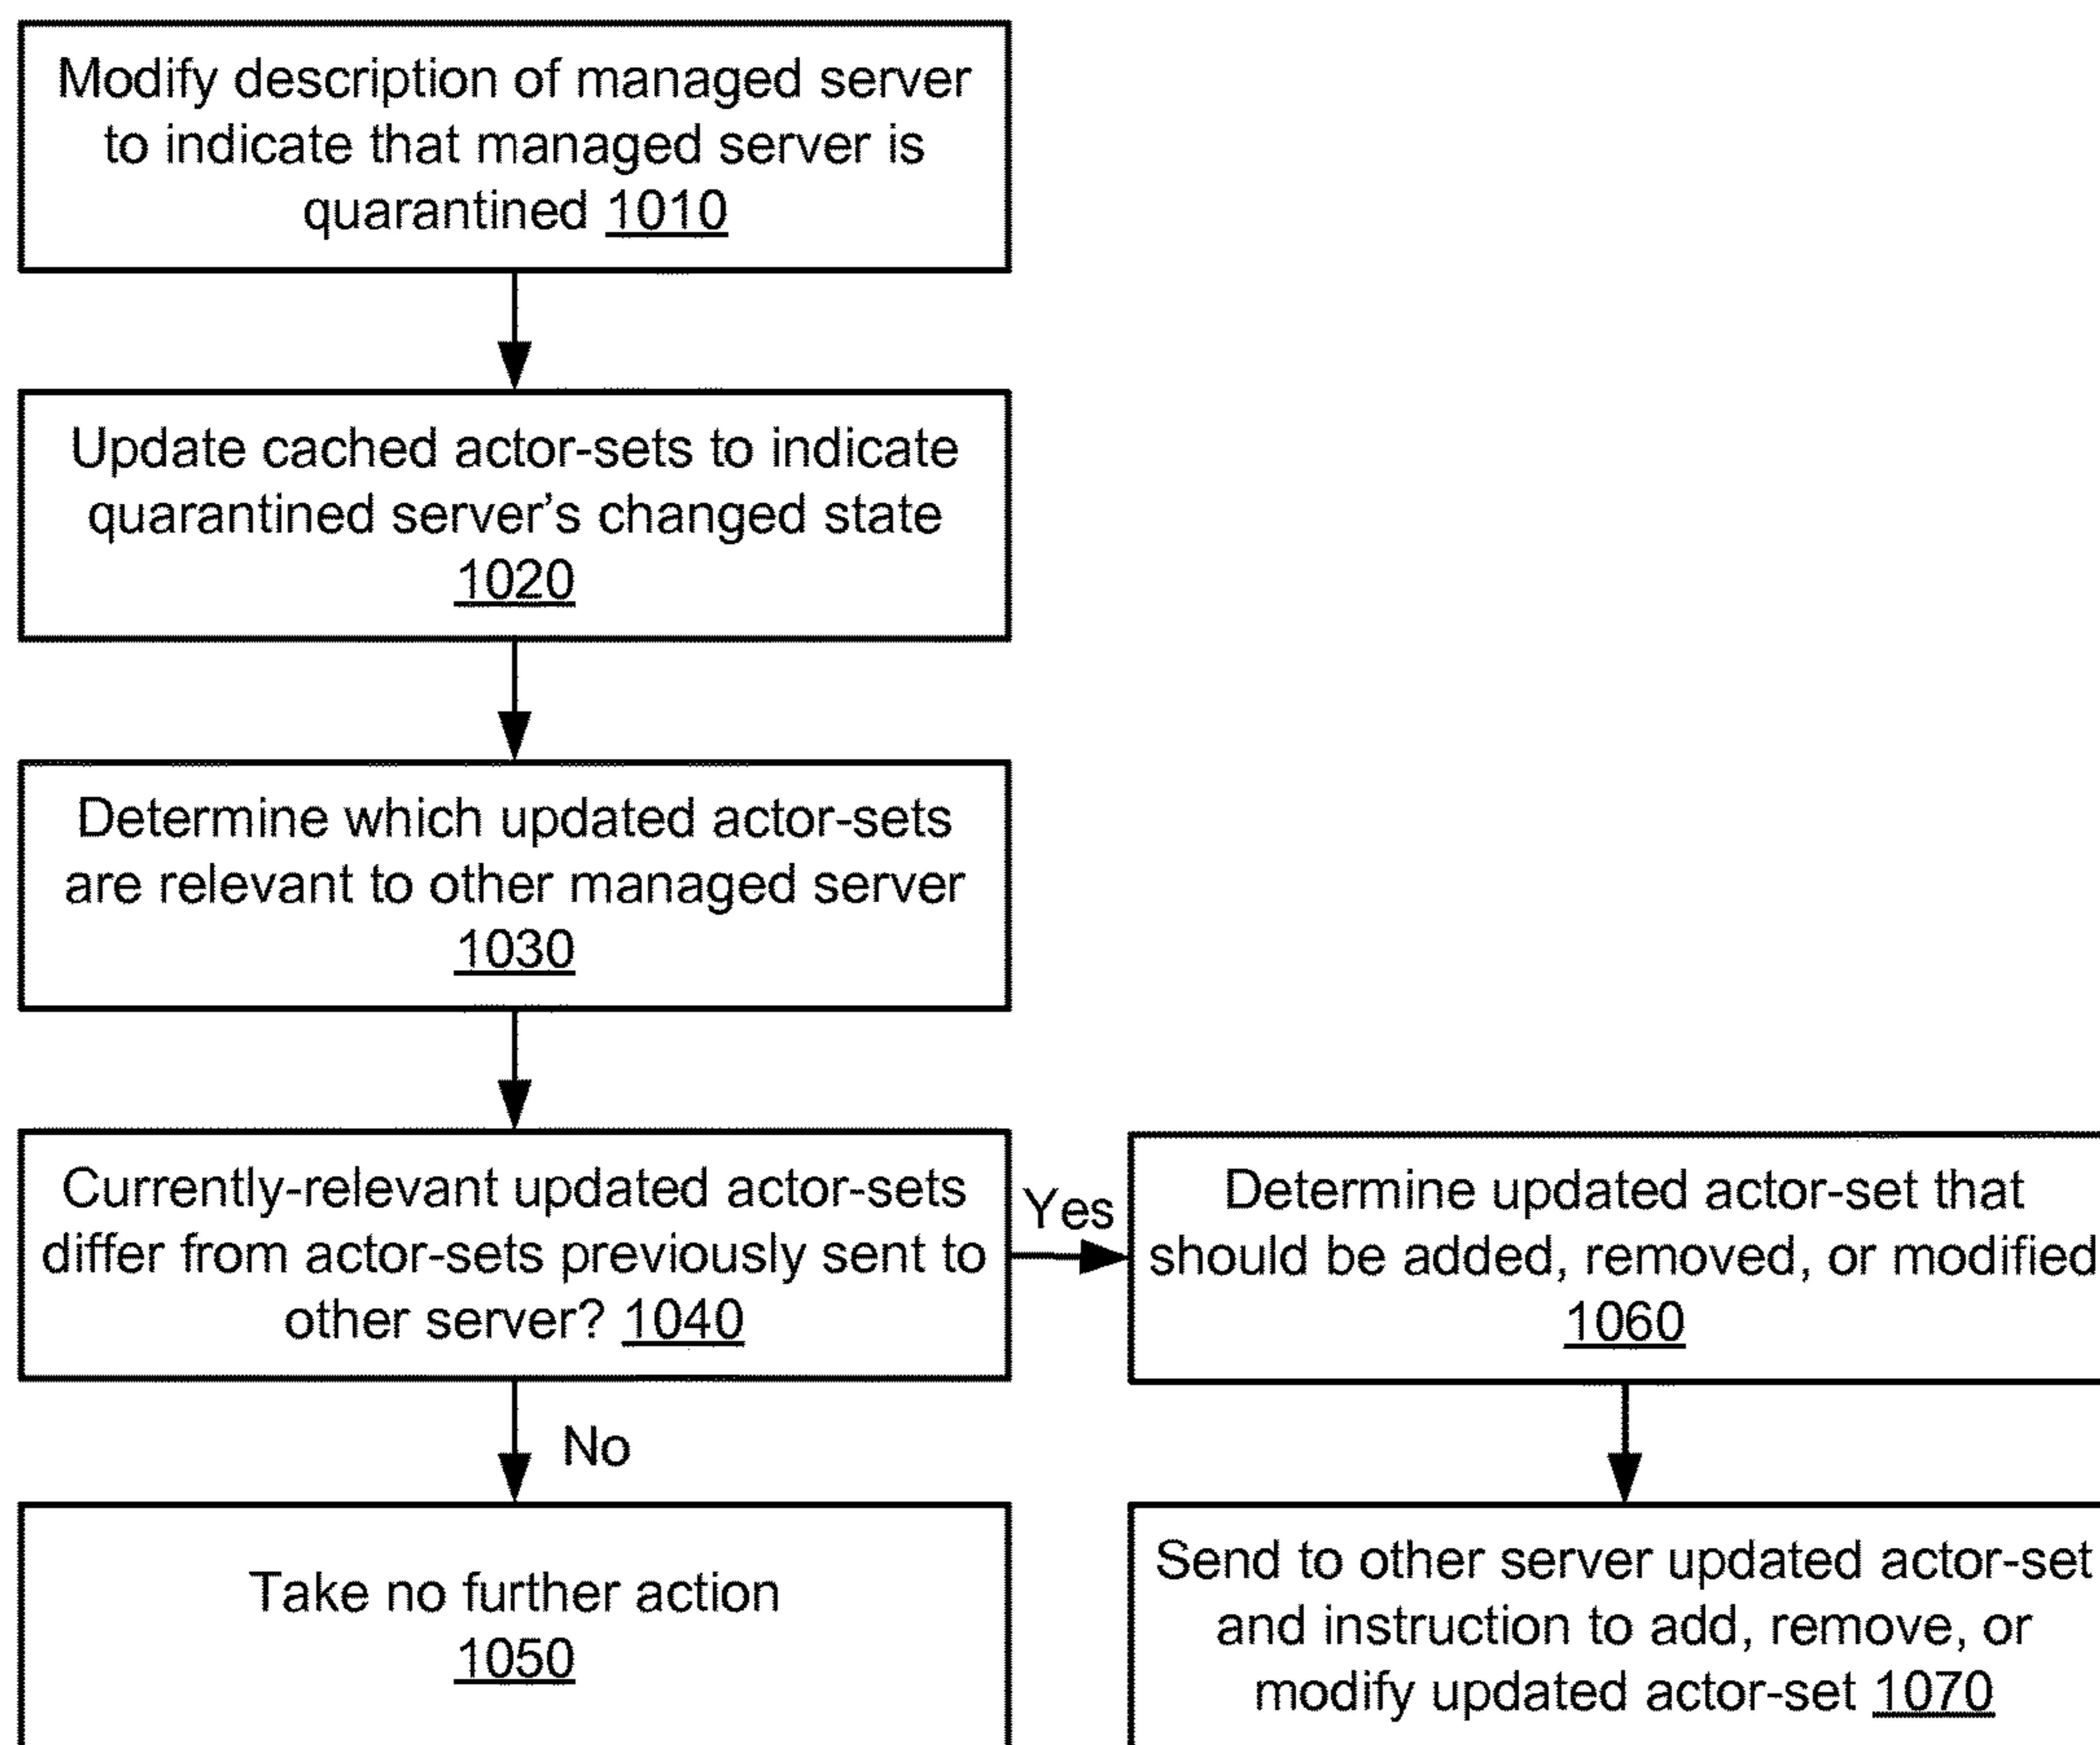 Modify description of managed server
to indicate that managed server is
quarantined 1010
Update cached actor-sets to indicate
quarantined server's changed state
1020
Determine which updated actor-sets
are relevant to other managed server
1030
Currently-relevant updated actor-sets
differ from actor-sets previously sent to
other server? 1040
Yes
Determine updated actor-set that
should be added, removed, or modified
1060
No
Take no further action
1050
Send to other server updated actor-set
and instruction to add, remove, or
modify updated actor-set 1070